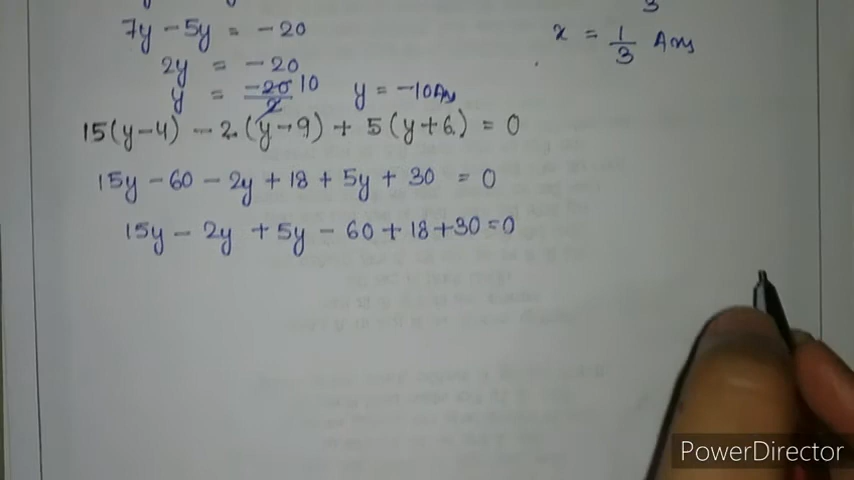 3
7y - 5y = -20
x = 1/3 Ans
2y = -20
y = -20/2 10 y = -10 Ans
15(y-4) - 2(y-9) + 5(y+6) = 0
15y - 60 - 2y + 18 + 5y + 30 = 0
15y - 2y + 5y - 60 + 18 + 30 = 0
PowerDirector